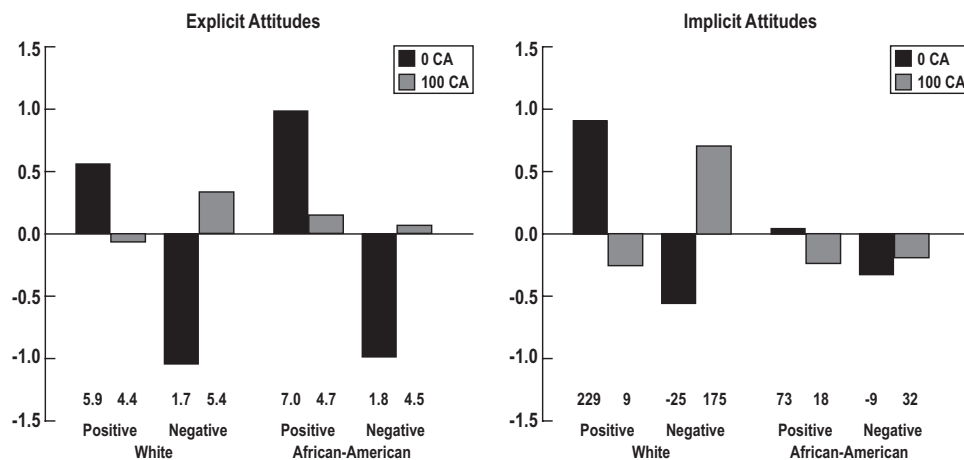 Explicit Attitudes
1.5
1.0
0.5
0.0
-0.5
-1.0
-1.5
0 CA
100 CA
5.9 4.4 1.7 5.4 7.0 4.7 1.8 4.5
Positive Negative Positive Negative
White African-American
Implicit Attitudes
1.5
1.0
0.5
0.0
-0.5
-1.0
-1.5
0 CA
100 CA
229 9 -25 175 73 18 -9 32
Positive Negative Positive Negative
White African-American